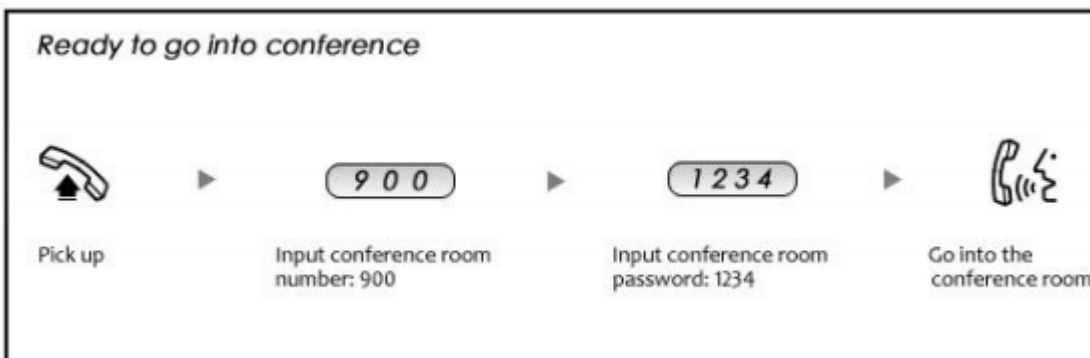 Ready to go into conference
9 0 0
1 2 3 4
Pick up
Input conference room
number: 900
Input conference room
password: 1234
Go into the
conference room